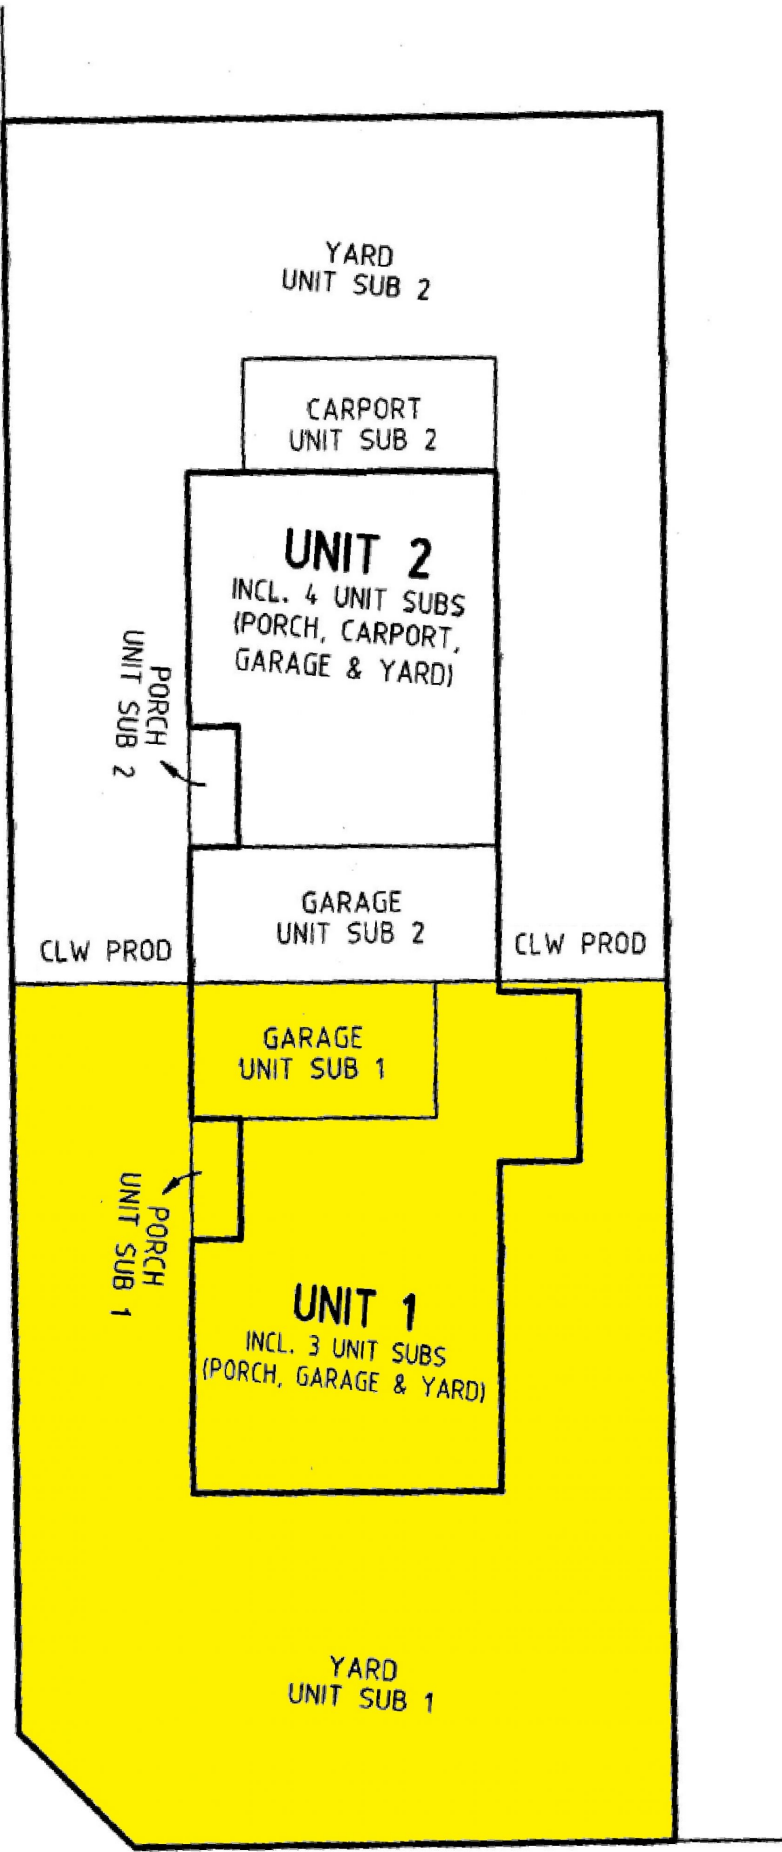 YARD
UNIT SUB 2
CARPORT
UNIT SUB 2
UNIT 2
INCL. 4 UNIT SUBS
(PORCH, CARPORT,
GARAGE & YARD)
PORCH
UNIT SUB 2
GARAGE
UNIT SUB 2
CLW PROD
CLW PROD
GARAGE
UNIT SUB 1
PORCH
UNIT SUB 1
UNIT 1
INCL. 3 UNIT SUBS
(PORCH, GARAGE & YARD)
YARD
UNIT SUB 1